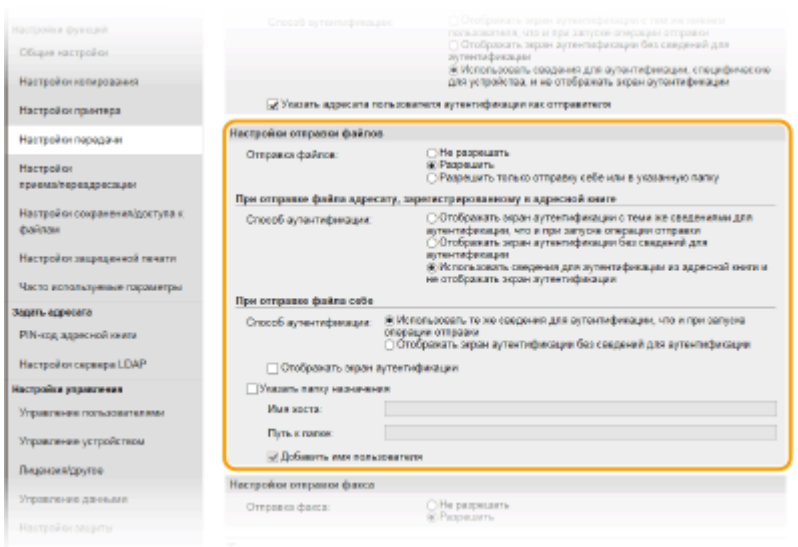 Настройки функций
Общие настройки
Настройки копирования
Настройки принтера
Настройки передачи
Настройки
приема/переадресации
Настройки сохранения/доступа к
файлам
Настройки защищенной печати
Часто используемые параметры
Задать адресата
PIN-код адресной книги
Настройки сервера LDAP
Настройки управления
Управление пользователями
Управление устройством
Лицензия/другое
Управление данными
Настройки защиты
Способ аутентификации:
Отображать экран аутентификации с теми же именем
пользователя, что и при запуске операции отправки
Отображать экран аутентификации без сведений для
аутентификации
Использовать сведения для аутентификации, специфические
для устройства, и не отображать экран аутентификации
Указать адресата пользователя аутентификации как отправителя
Настройки отправки файлов
Отправка файлов:
Не разрешать
Разрешить
Разрешить только отправку себе или в указанную папку
При отправке файла адресату, зарегистрированному в адресной книге
Способ аутентификации:
Отображать экран аутентификации с теми же сведениями для
аутентификации, что и при запуске операции отправки
Отображать экран аутентификации без сведений для
аутентификации
Использовать сведения для аутентификации из адресной книги и
не отображать экран аутентификации
При отправке файла себе
Способ аутентификации:
Использовать те же сведения для аутентификации, что и при запуске
операции отправки
Отображать экран аутентификации без сведений для аутентификации
Отображать экран аутентификации
Указать папку назначения
Имя хоста:
Путь к папке:
Добавить имя пользователя
Настройки отправки факса
Отправка факса:
Не разрешать
Разрешить